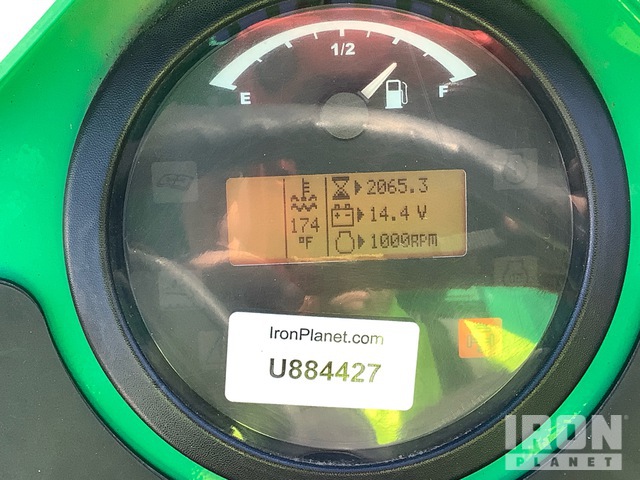 1/2
E F
2065.3
14.4 V
174
°F
1000RPM
IronPlanet.com
U884427
IRON
PLANET